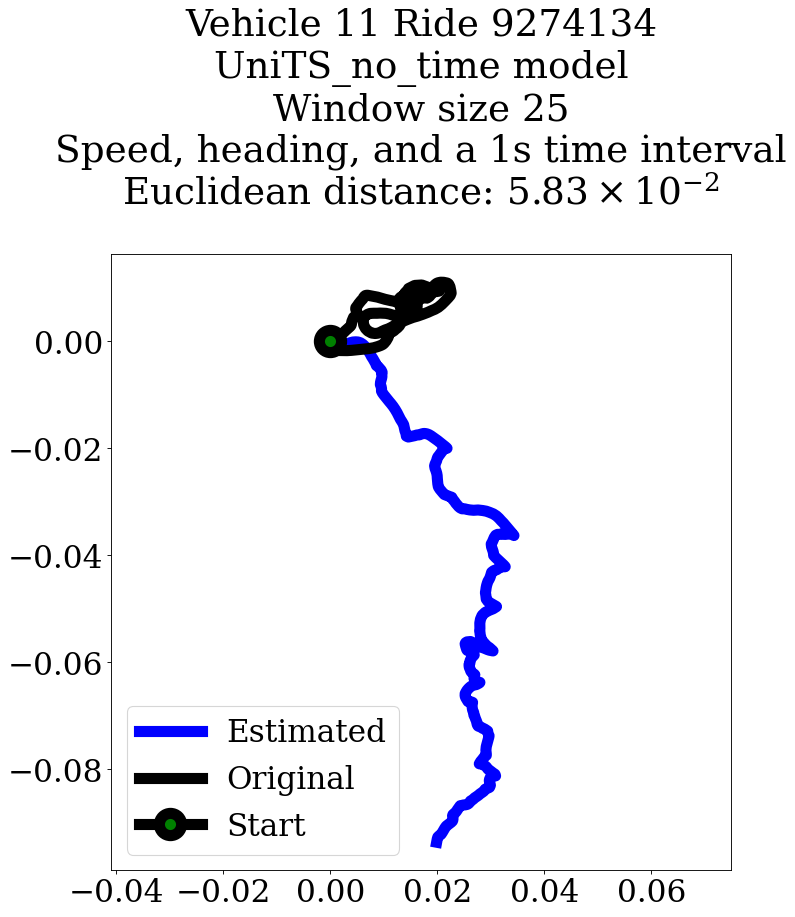 Vehicle 11 Ride 9274134
UniTS_no_time model
Window size 25
Speed, heading, and a 1s time interval
Euclidean distance: 5.83 × 10⁻²
0.00
−0.02
−0.04
−0.06
−0.08
Estimated
Original
Start
−0.04 −0.02 0.00 0.02 0.04 0.06